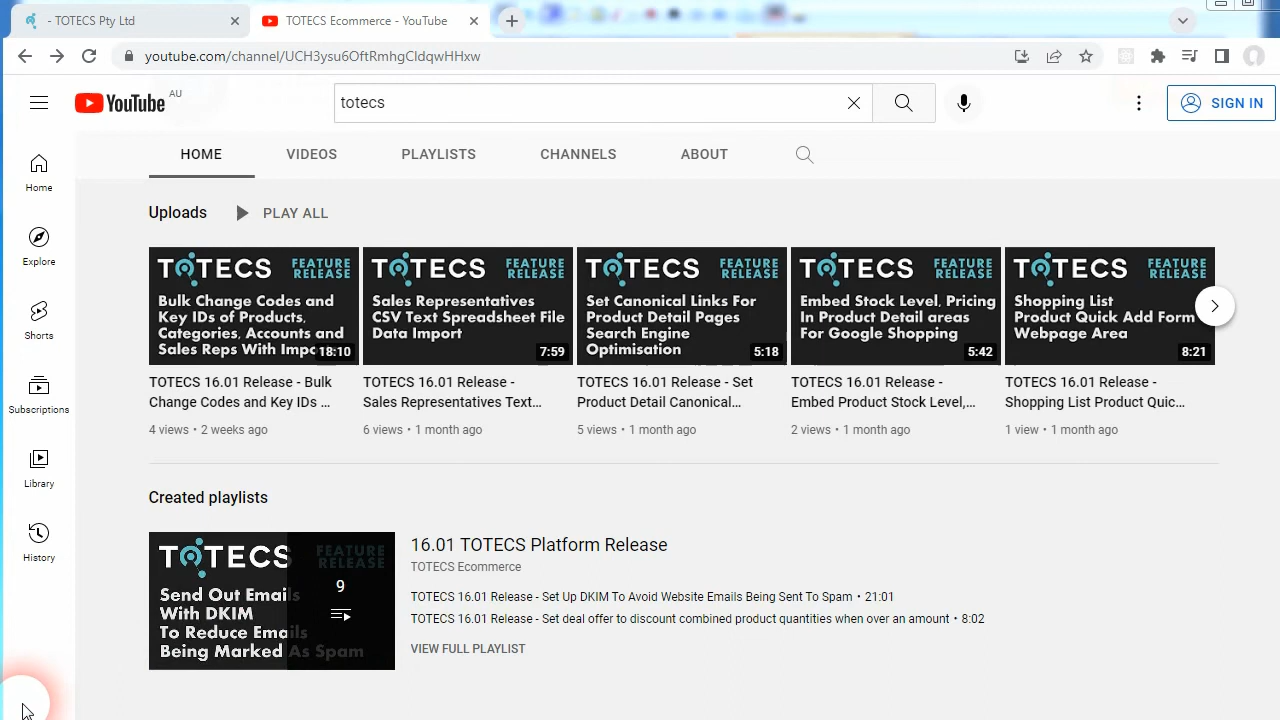 - TOTECS Pty Ltd
TOTECS Ecommerce - YouTube
youtube.com/channel/UCH3ysu6OftRmhgCIdqwHHxw
YouTube AU
totecs
SIGN IN
HOME VIDEOS PLAYLISTS CHANNELS ABOUT
Home
Explore
Shorts
Subscriptions
Library
History
Uploads PLAY ALL
TOTECS FEATURE RELEASE
Bulk Change Codes and
Key IDs of Products,
Categories, Accounts and
Sales Reps With
18:10
TOTECS 16.01 Release - Bulk
Change Codes and Key IDs ...
4 views • 2 weeks ago
TOTECS FEATURE RELEASE
Sales Representatives
CSV Text Spreadsheet File
Data Import
7:59
TOTECS 16.01 Release -
Sales Representatives Text...
6 views • 1 month ago
TOTECS FEATURE RELEASE
Set Canonical Links For
Product Detail Pages
Search Engine
Optimisation
5:18
TOTECS 16.01 Release - Set
Product Detail Canonical...
5 views • 1 month ago
TOTECS FEATURE RELEASE
Embed Stock Level, Pricing
In Product Detail areas
For Google Shopping
5:42
TOTECS 16.01 Release -
Embed Product Stock Level,...
2 views • 1 month ago
TOTECS FEATURE RELEASE
Shopping List
Product Quick Add Form
Webpage Area
8:21
TOTECS 16.01 Release -
Shopping List Product Quic...
1 view • 1 month ago
Created playlists
TOTECS FEATURE RELEASE
Send Out Emails
With DKIM
To Reduce Emails
Being Marked As Spam
9
16.01 TOTECS Platform Release
TOTECS Ecommerce
TOTECS 16.01 Release - Set Up DKIM To Avoid Website Emails Being Sent To Spam • 21:01
TOTECS 16.01 Release - Set deal offer to discount combined product quantities when over an amount • 8:02
VIEW FULL PLAYLIST